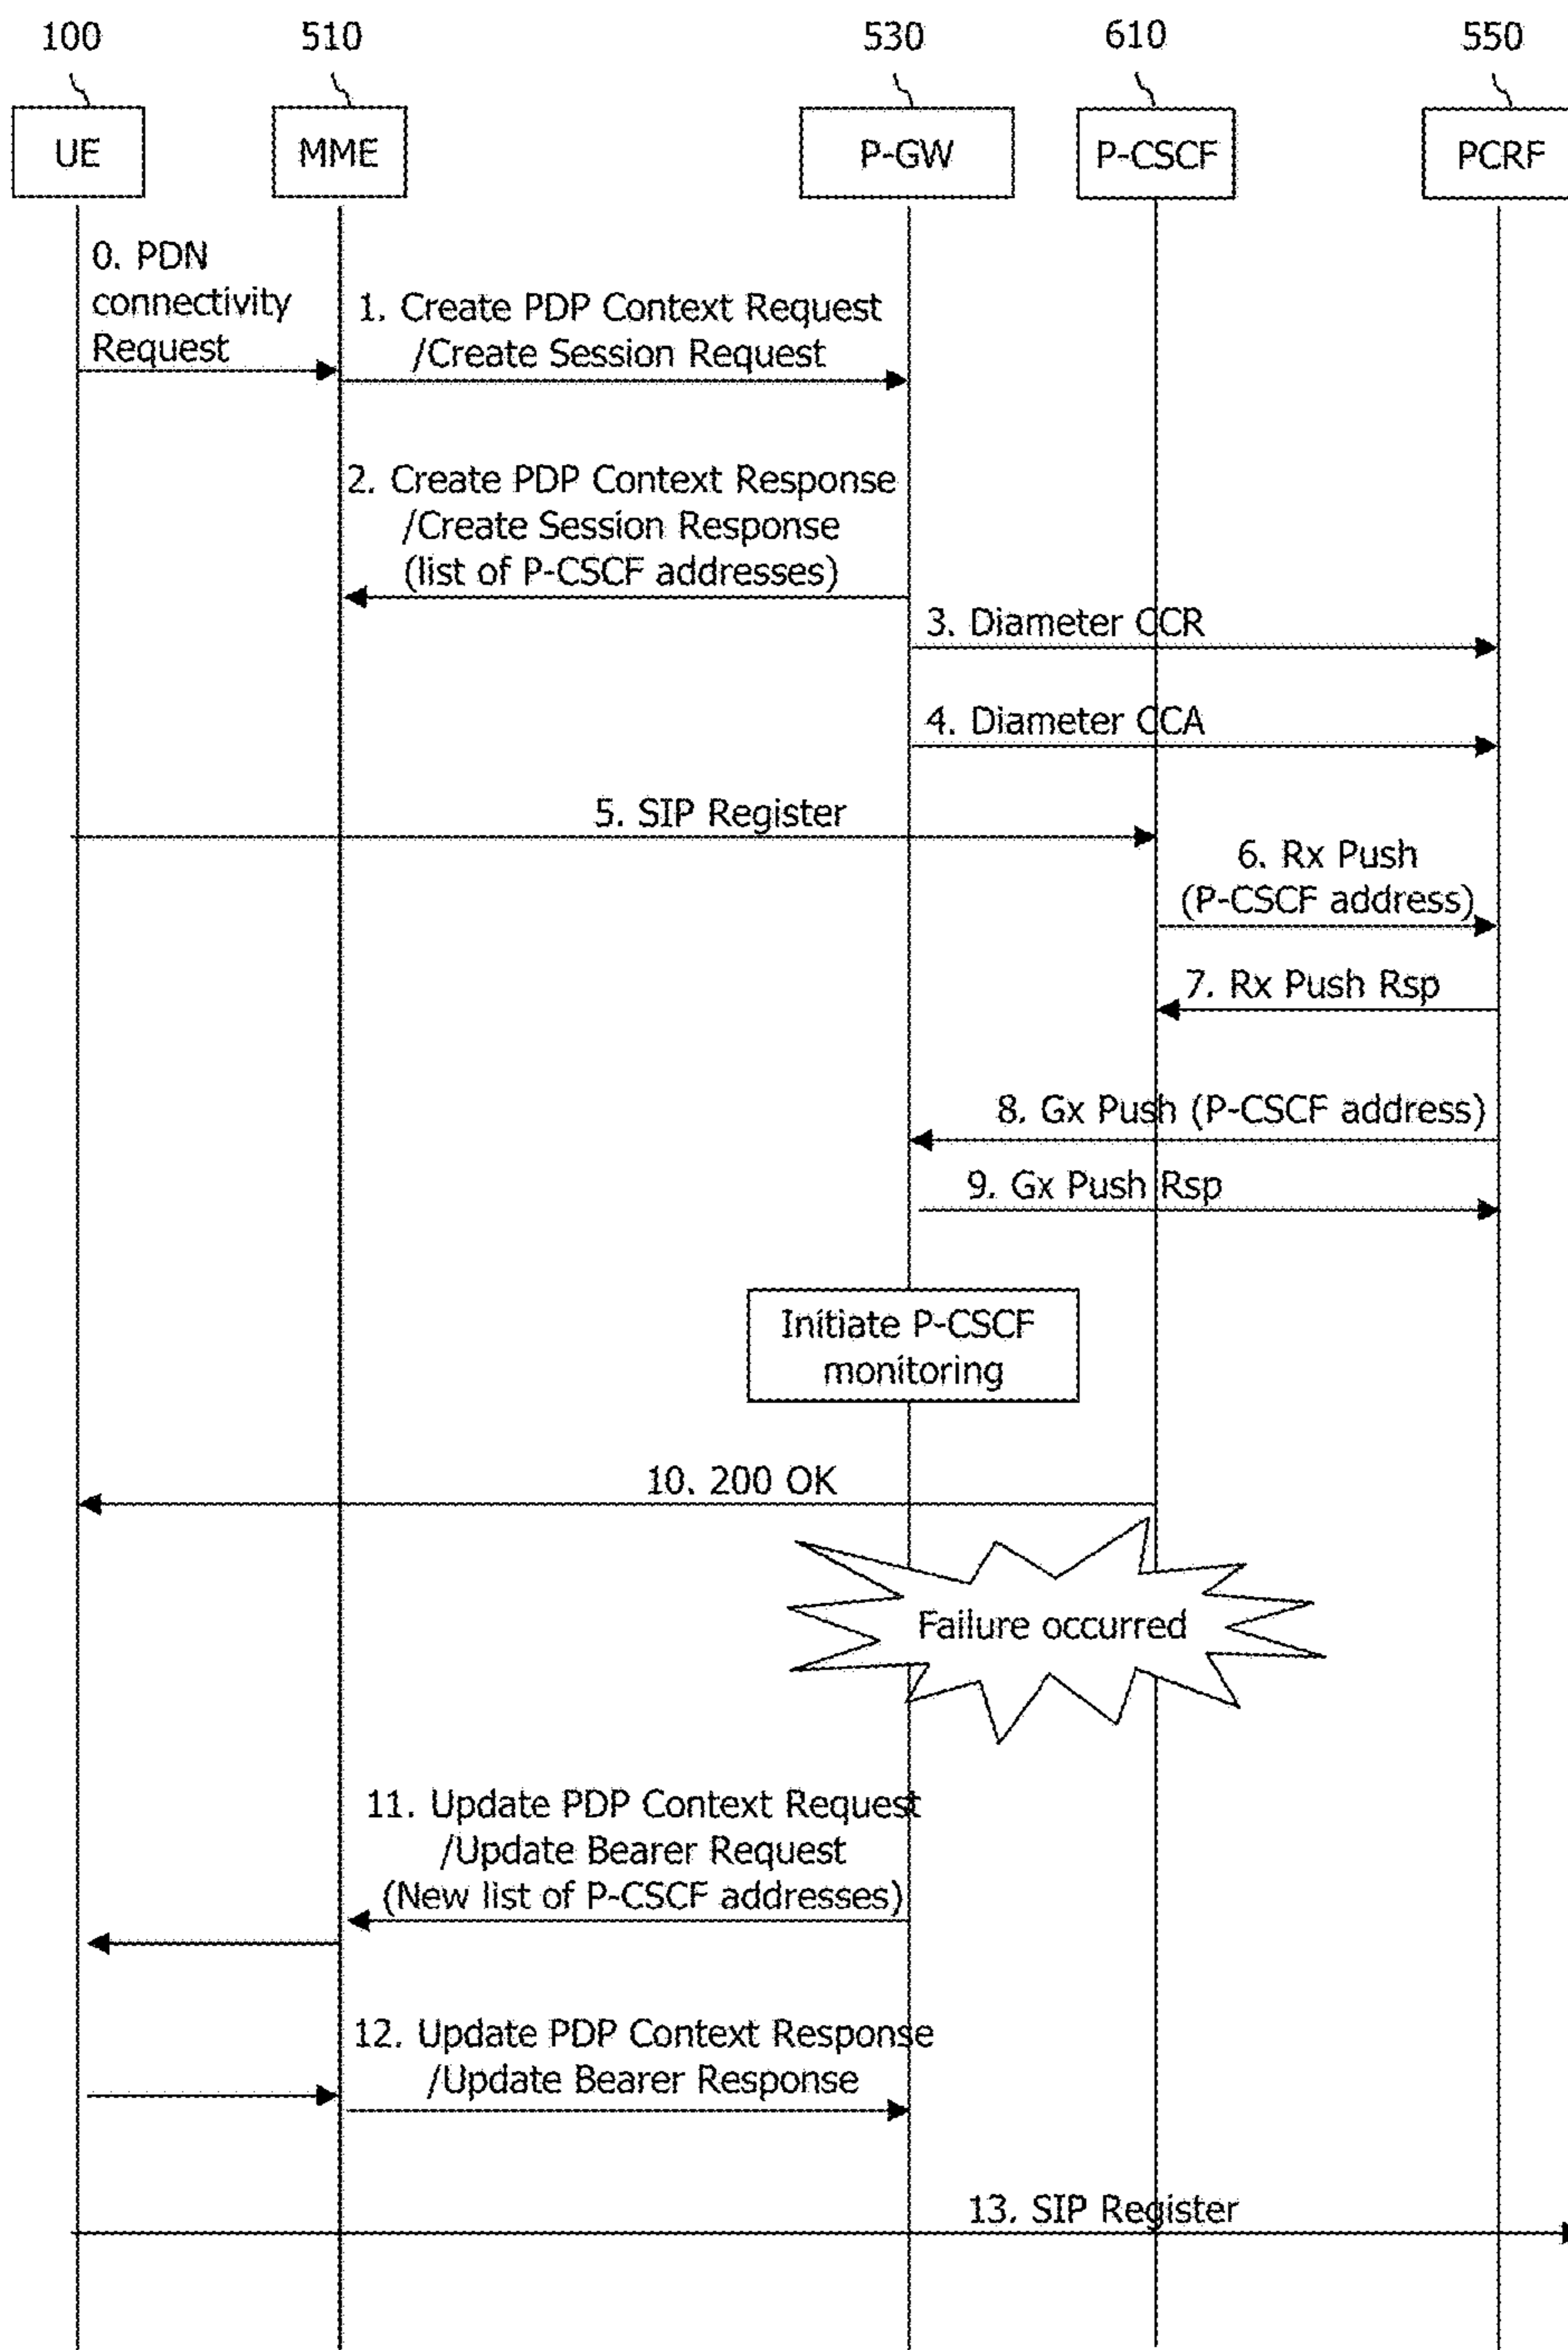 100 510 530 610 550
UE MME P-GW P-CSCF PCRF
0. PDN
connectivity
Request
1. Create PDP Context Request
/Create Session Request
2. Create PDP Context Response
/Create Session Response
(list of P-CSCF addresses)
3. Diameter CCR
4. Diameter CCA
5. SIP Register
6. Rx Push
(P-CSCF address)
7. Rx Push Rsp
8. Gx Push (P-CSCF address)
9. Gx Push Rsp
Initiate P-CSCF
monitoring
10. 200 OK
Failure occurred
11. Update PDP Context Request
/Update Bearer Request
(New list of P-CSCF addresses)
12. Update PDP Context Response
/Update Bearer Response
13. SIP Register